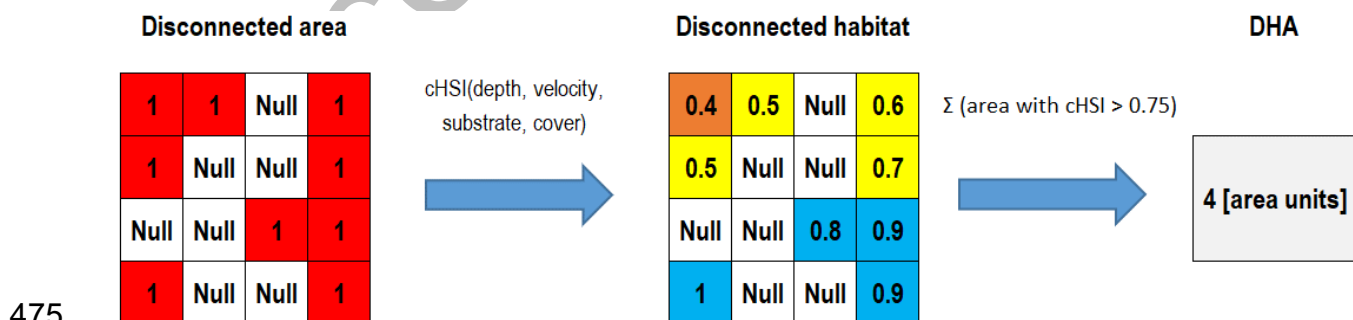 Disconnected area
Disconnected habitat
DHA
1 1 Null 1
1 Null Null 1
Null Null 1 1
1 Null Null 1
cHSI(depth, velocity,
substrate, cover)
0.4 0.5 Null 0.6
0.5 Null Null 0.7
Null Null 0.8 0.9
1 Null Null 0.9
Σ (area with cHSI > 0.75)
4 [area units]
475